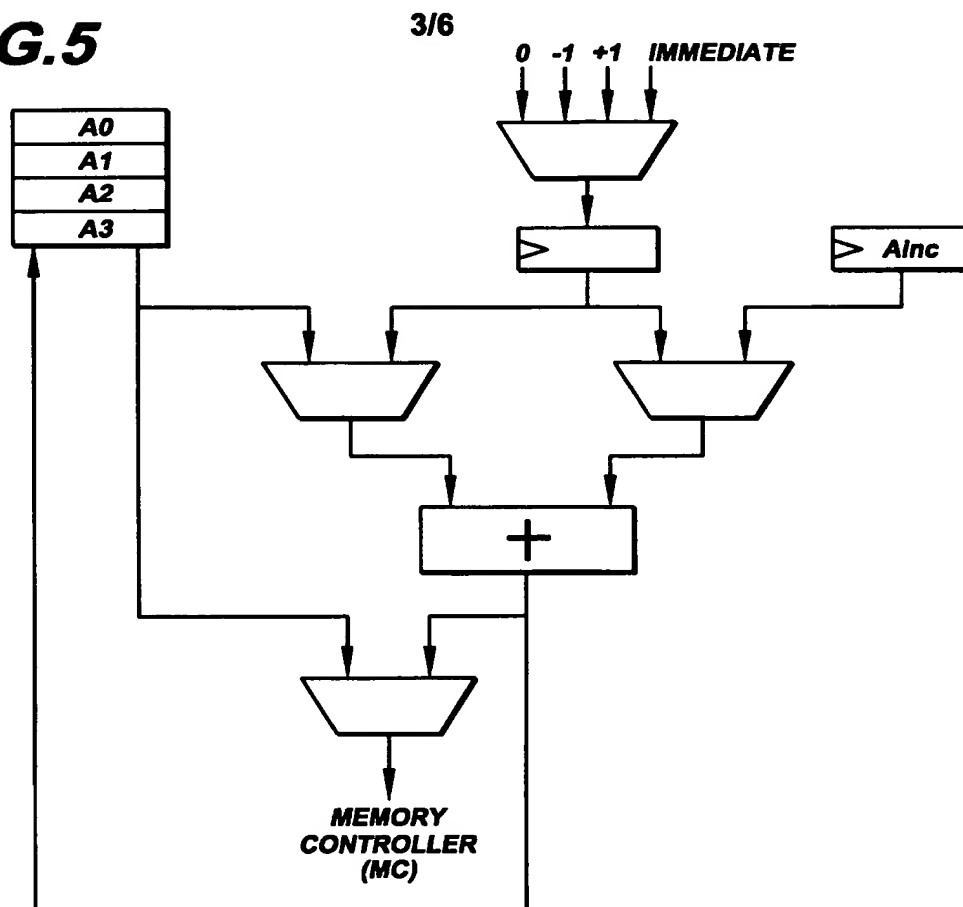 G.5
3/6
0 -1 +1 IMMEDIATE
A0
A1
A2
A3
AInc
+
MEMORY
CONTROLLER
(MC)